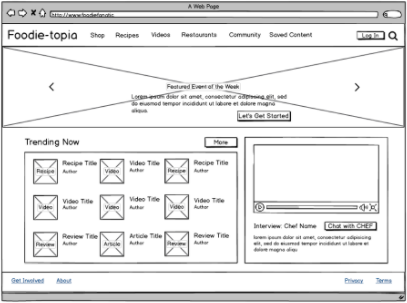 A Web Page
http://www.foodiefanatic
Foodie-topia Shop Recipes Videos Restaurants Community Saved Content Log In
Featured Event of the Week
Lorem ipsum dolor sit amet, consectetur adipiscing elit, sed
do eiusmod tempor incididunt ut labore et dolore magna
aliqua.
Let's Get Started
Trending Now More
Recipe Recipe Title Author
Video Video Title Author
Recipe Recipe Title Author
Video Video Title Author
Video Video Title Author
Video Video Title Author
Review Review Title Author
Article Article Title Author
Review Review Title Author
Interview: Chef Name Chat with CHEF
lorem ipsum dolor sit amet, consectetur adipiscing
elit, sed do eiusmod tempor incididunt ut labore et
dolore magna aliqua.
Get Involved About Privacy Terms